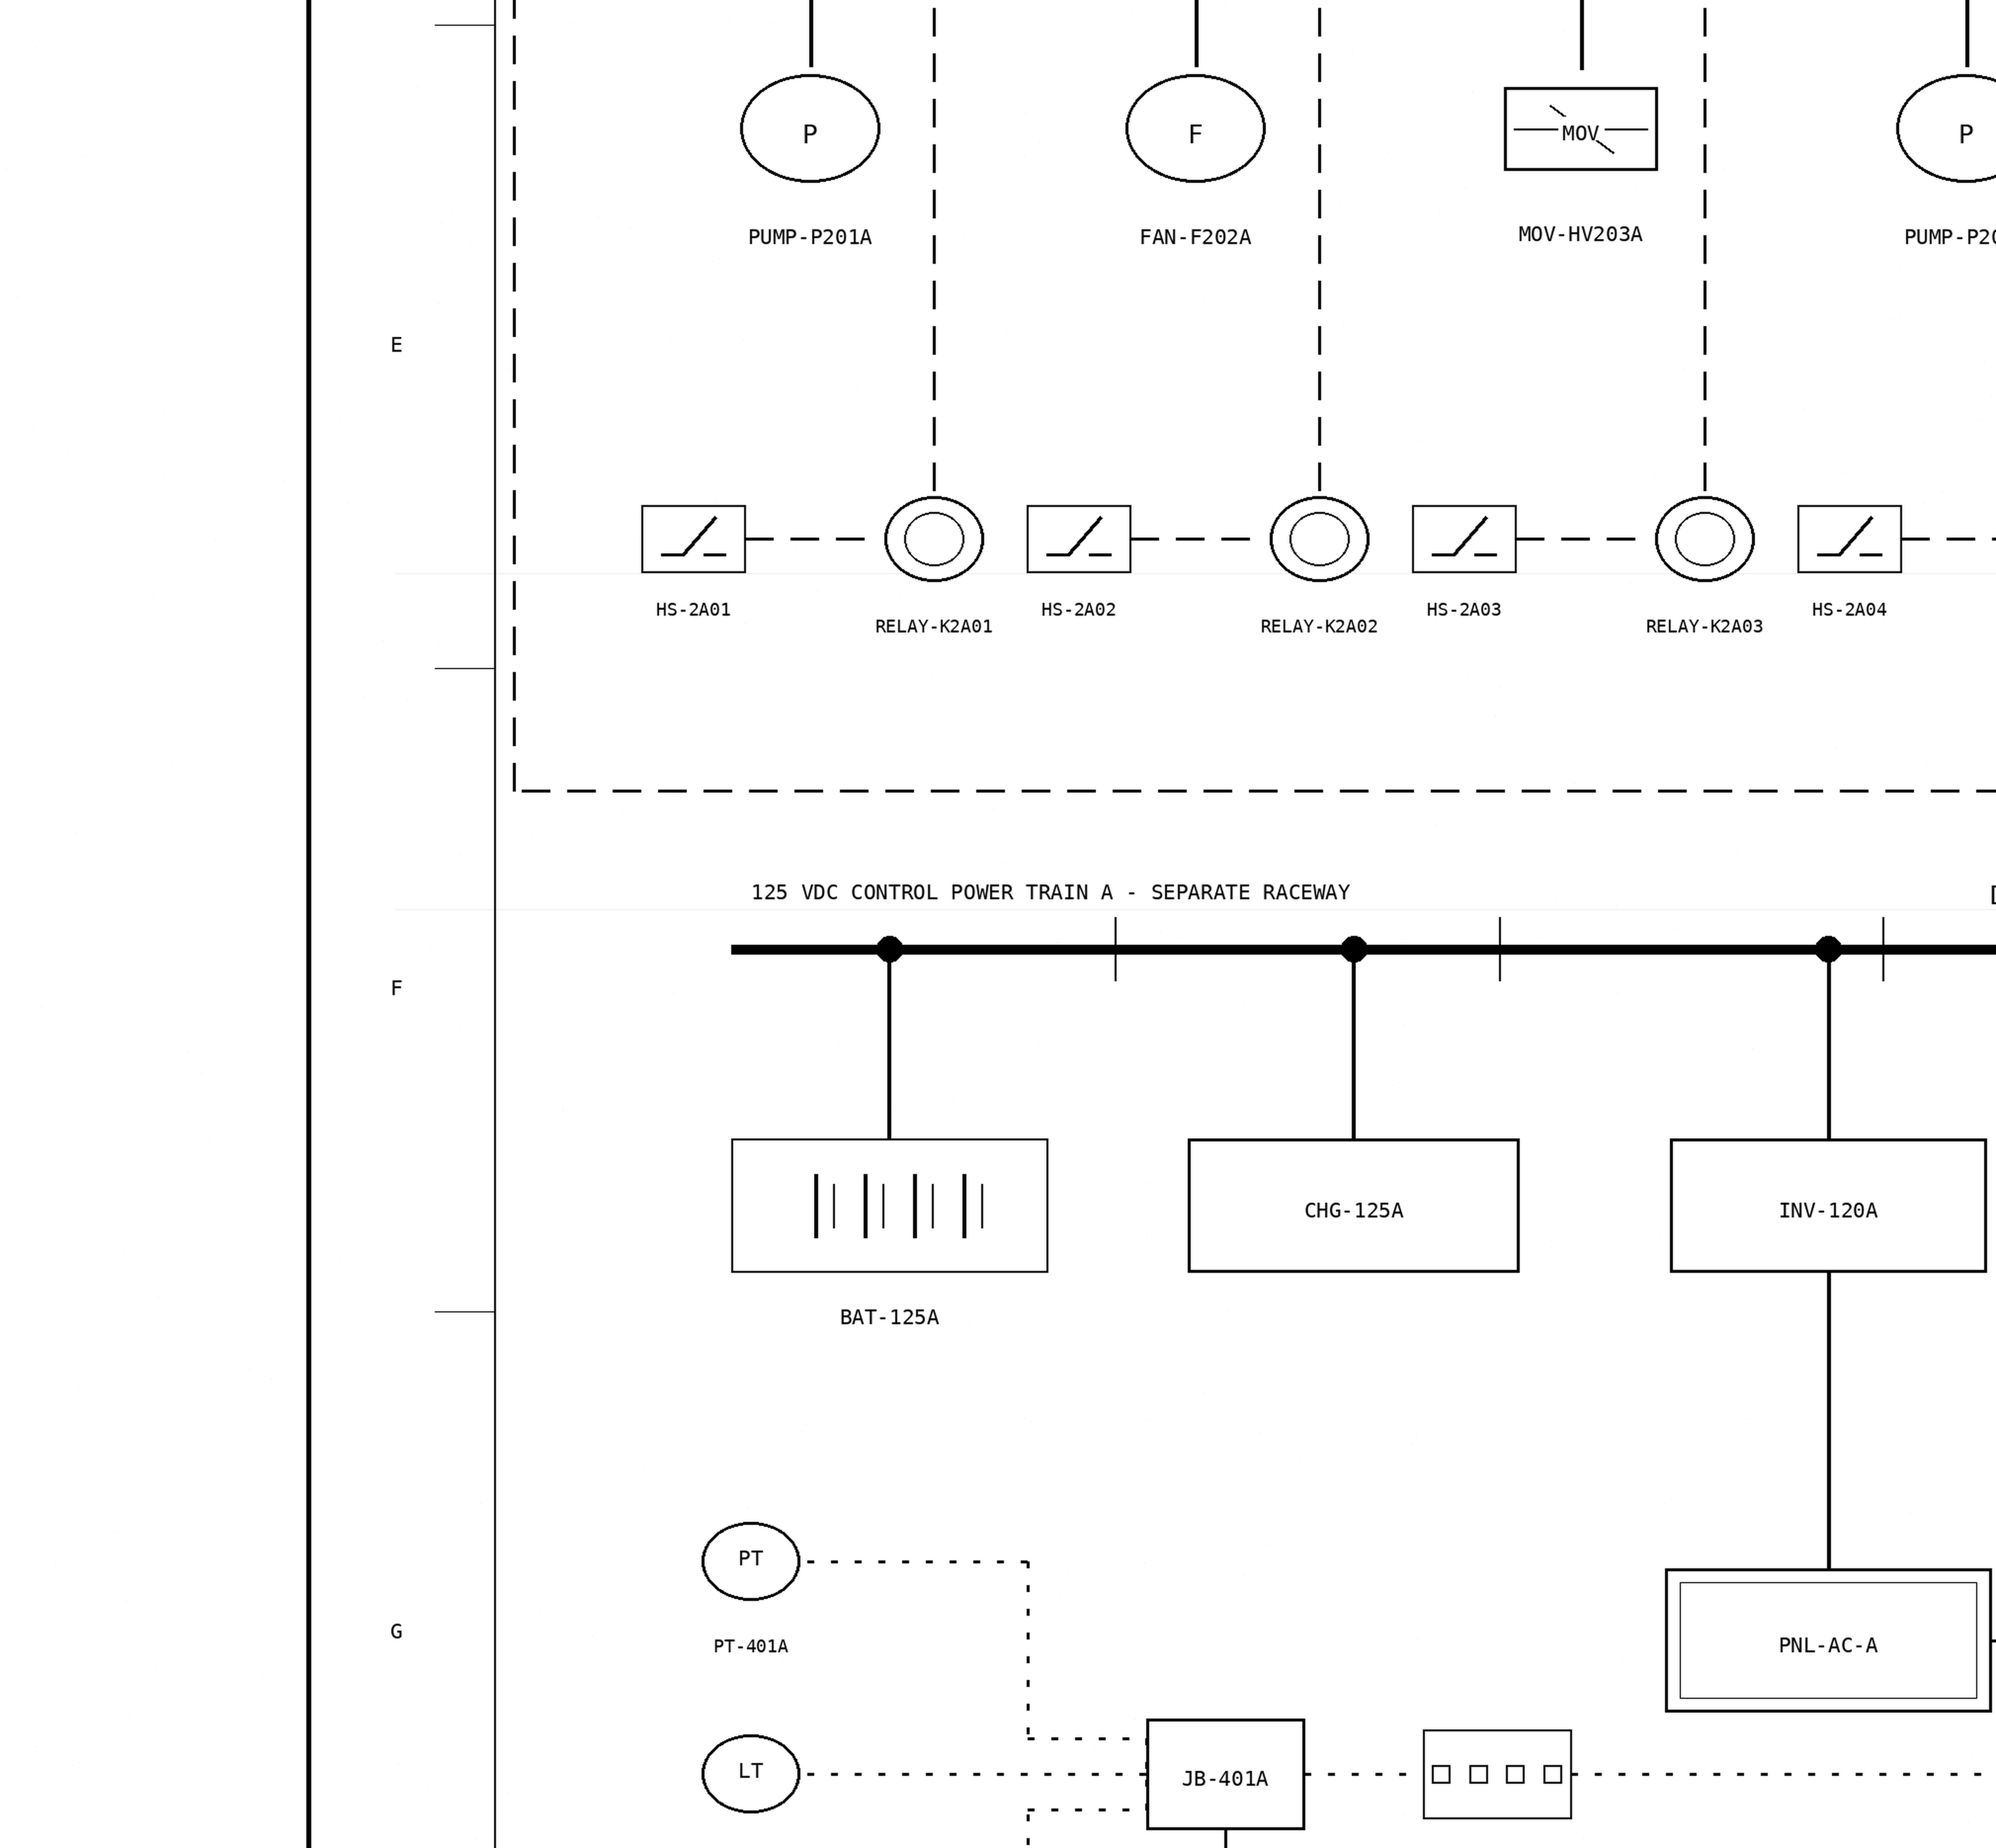 P
F
MOV
P
PUMP-P201A
FAN-F202A
MOV-HV203A
E
HS-2A01
HS-2A02
HS-2A03
HS-2A04
RELAY-K2A01
RELAY-K2A02
RELAY-K2A03
125 VDC CONTROL POWER TRAIN A - SEPARATE RACEWAY
F
CHG-125A
INV-120A
BAT-125A
PT
G
PT-401A
PNL-AC-A
LT
JB-401A